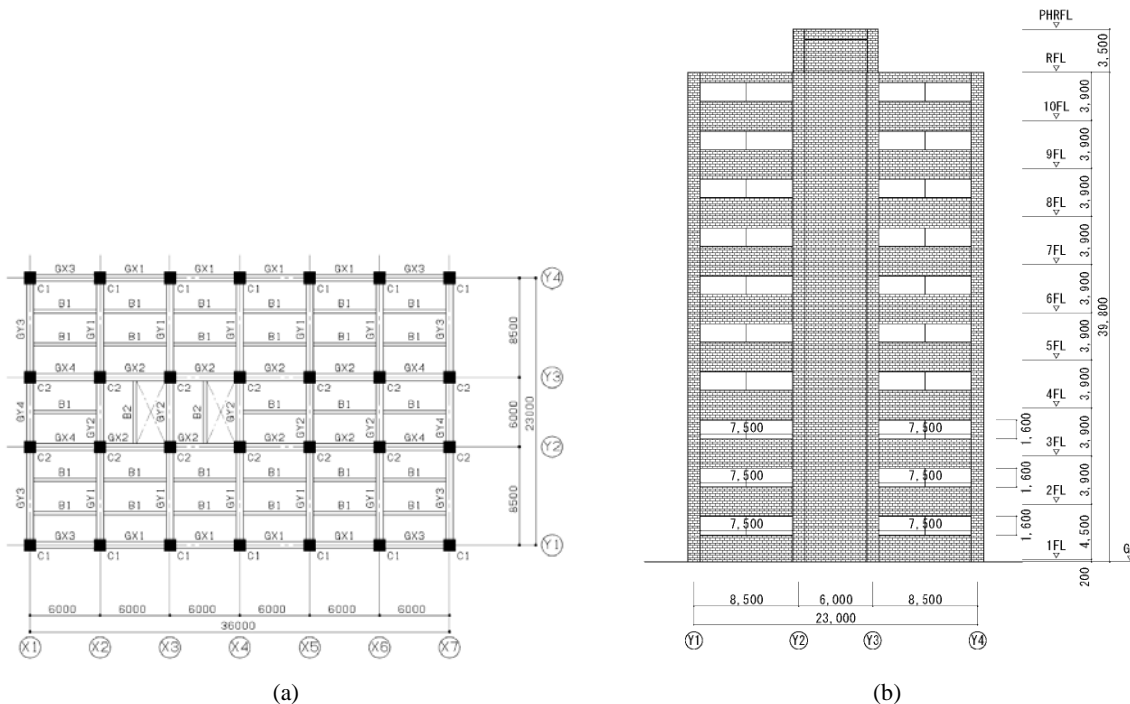 GX3 GX1 GX1 GX1 GX1 GX3 Y4
C1 C1 C1 C1 C1 C1 C1
B1 B1 B1 B1 B1 B1
GY3 GY1 GY1 GY1 GY1 GY1 GY3 8500
B1 B1 B1 B1 B1 B1
GX4 GX2 GX2 GX2 GX2 GX4 Y3
C2 C2 C2 C2 C2 C2 C2
GY4 B1 GY2 B2 GY2 B2 GY2 B1 GY2 B1 GY2 B1 GY4 6000 23000
GX4 GX2 GX2 GX2 GX2 GX4 Y2
C2 C2 C2 C2 C2 C2 C2
B1 B1 B1 B1 B1 B1
GY3 GY1 GY1 GY1 GY1 GY1 GY3 8500
B1 B1 B1 B1 B1 B1
GX3 GX1 GX1 GX1 GX1 GX3 Y1
C1 C1 C1 C1 C1 C1 C1
6000 6000 6000 6000 6000 6000
36000
X1 X2 X3 X4 X5 X6 X7
(a)
PHRFL
3,500
RFL
3,900
10FL
3,900
9FL
3,900
8FL
3,900
7FL
3,900
6FL
3,900
39,800
5FL
3,900
4FL
7,500 7,500 1,600 3,900
3FL
7,500 7,500 1,600 3,900
2FL
7,500 7,500 1,600 4,500
1FL G
200
8,500 6,000 8,500
23,000
Y1 Y2 Y3 Y4
(b)